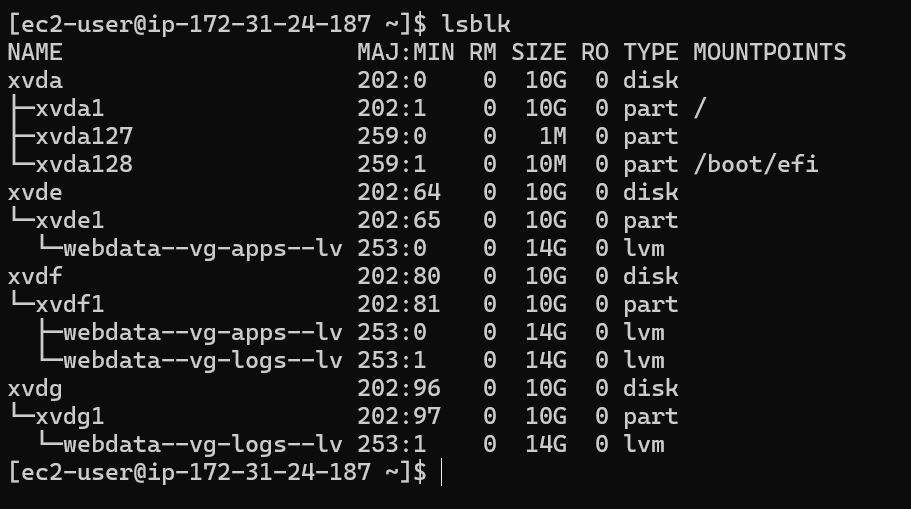 [ec2-user@ip-172-31-24-187 ~]$ lsblk
NAME                     MAJ:MIN RM SIZE RO TYPE MOUNTPOINTS
xvda                     202:0    0  10G  0 disk
├─xvda1                  202:1    0  10G  0 part /
├─xvda127                259:0    0   1M  0 part
└─xvda128                259:1    0  10M  0 part /boot/efi
xvde                     202:64   0  10G  0 disk
└─xvde1                  202:65   0  10G  0 part
  └─webdata--vg-apps--lv 253:0    0  14G  0 lvm
xvdf                     202:80   0  10G  0 disk
└─xvdf1                  202:81   0  10G  0 part
  ├─webdata--vg-apps--lv 253:0    0  14G  0 lvm
  └─webdata--vg-logs--lv 253:1    0  14G  0 lvm
xvdg                     202:96   0  10G  0 disk
└─xvdg1                  202:97   0  10G  0 part
  └─webdata--vg-logs--lv 253:1    0  14G  0 lvm
[ec2-user@ip-172-31-24-187 ~]$